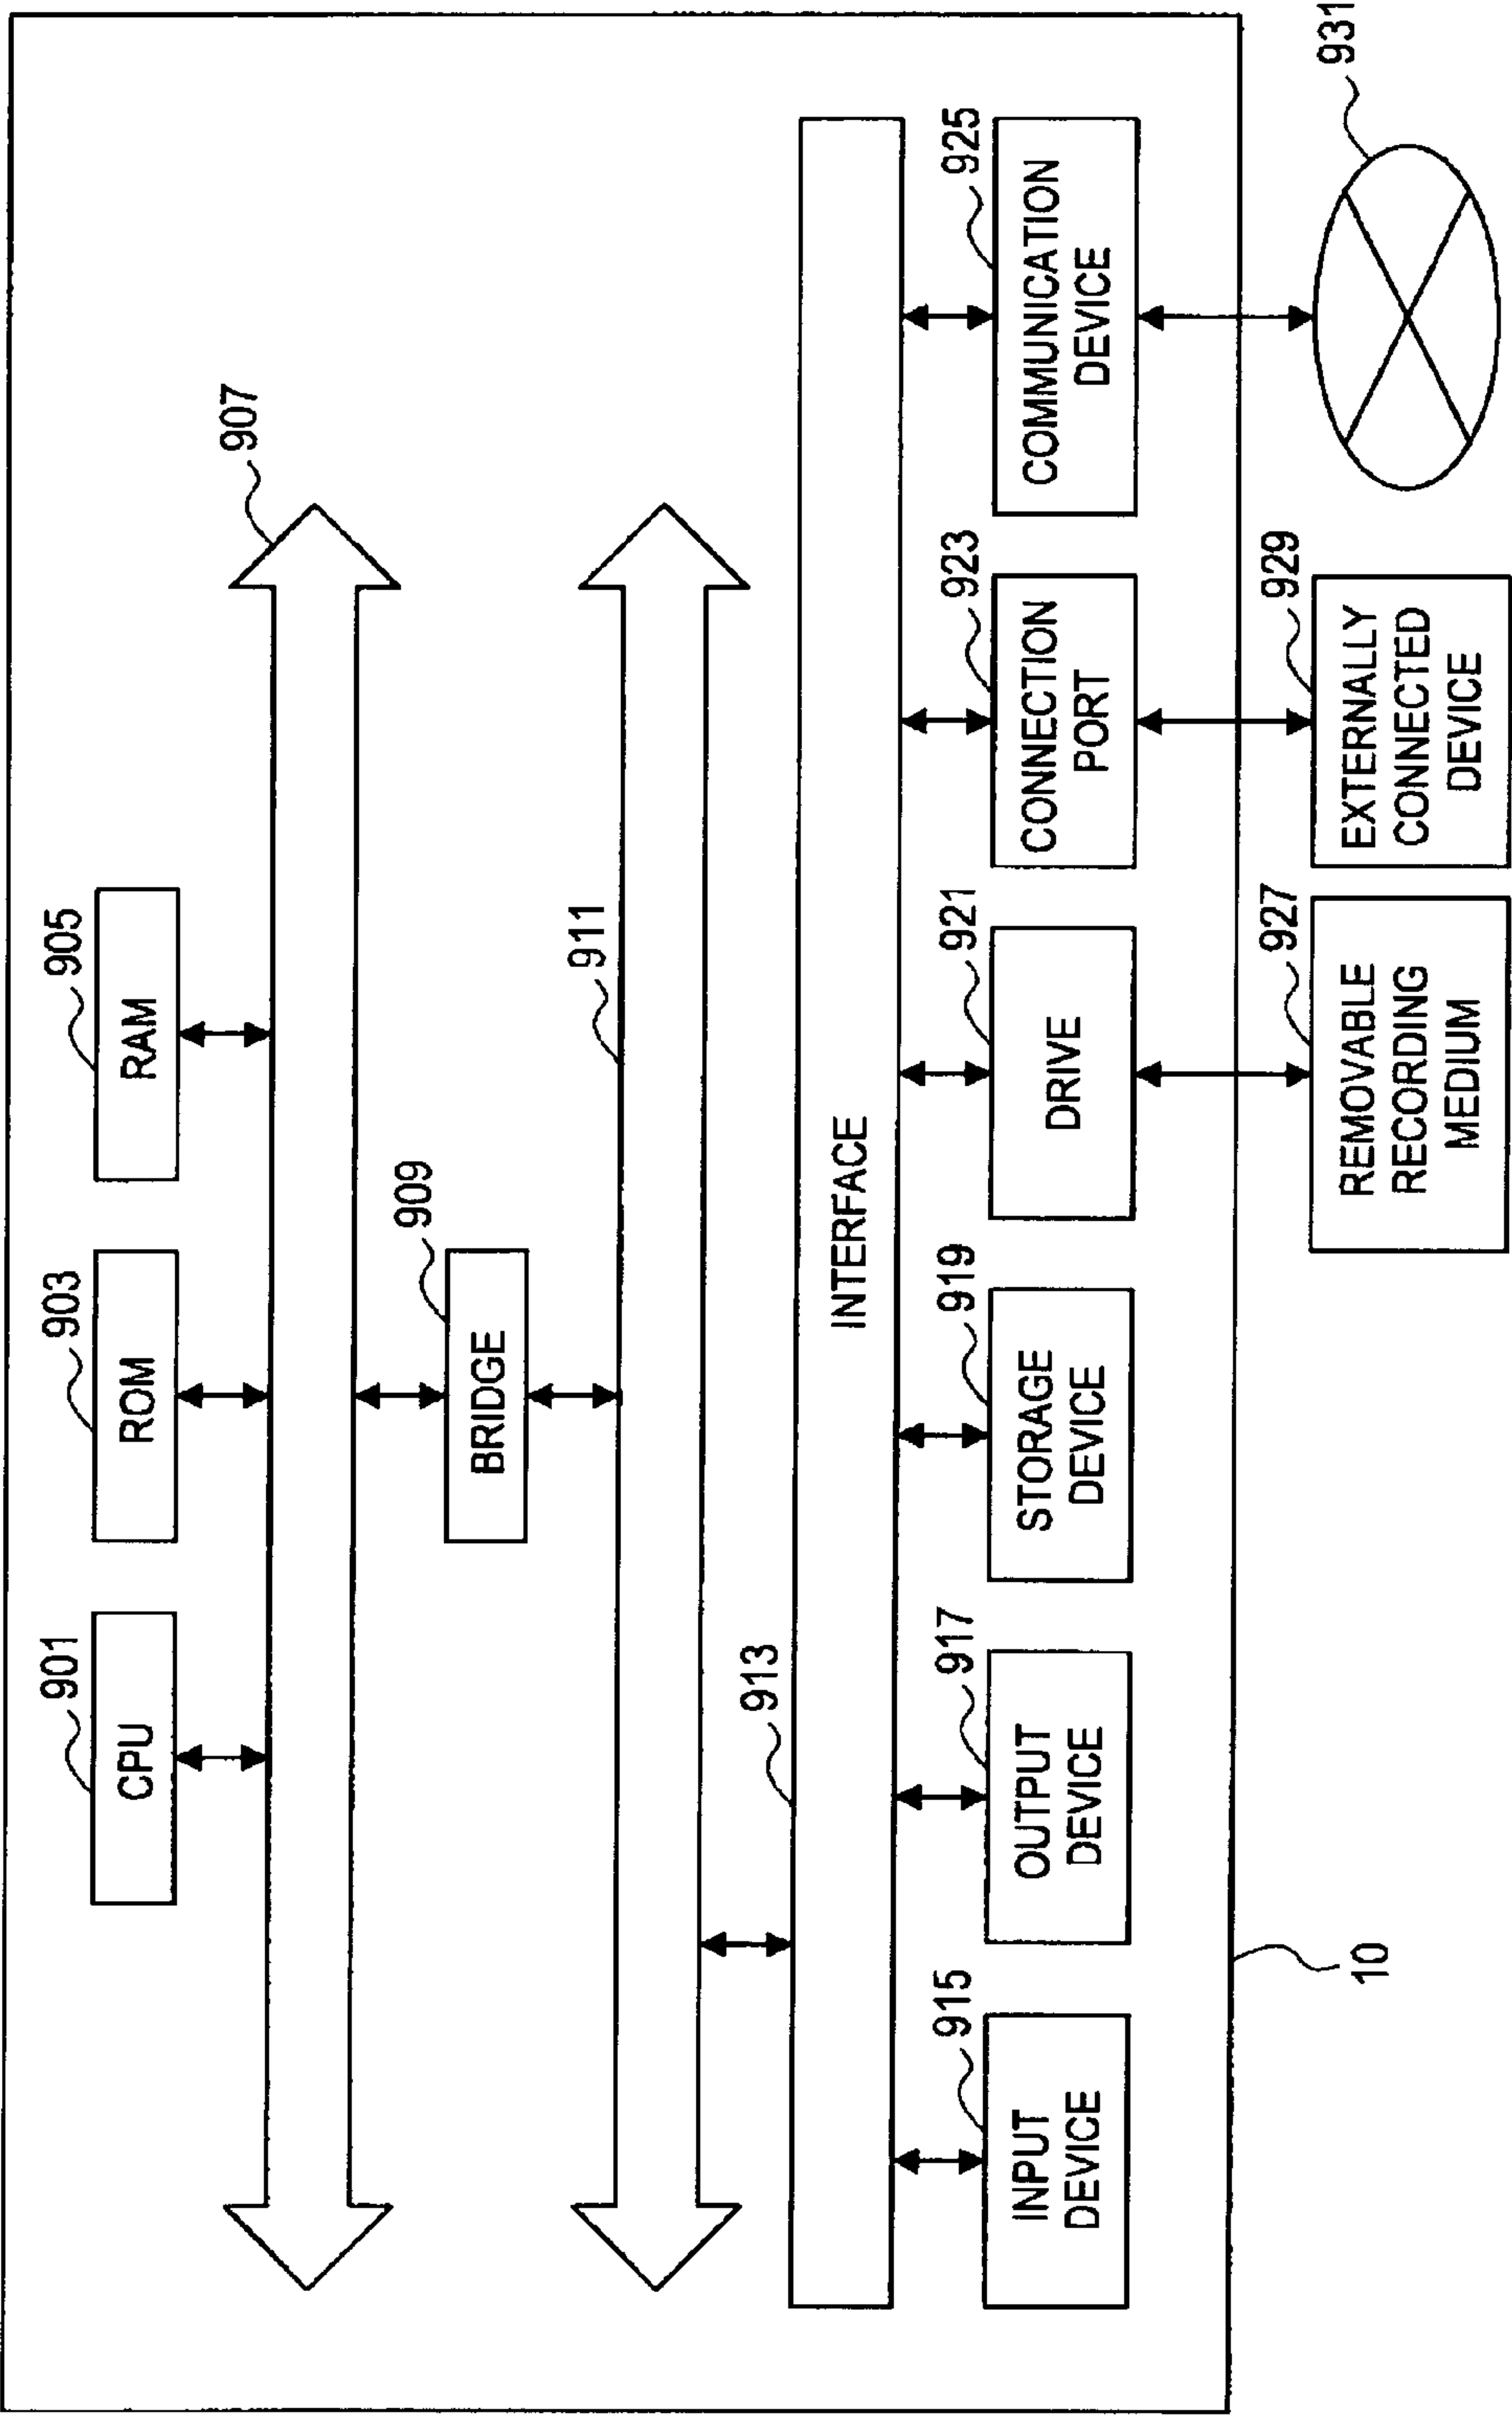 901
CPU
903
ROM
905
RAM
907
909
BRIDGE
911
913
INTERFACE
915
INPUT
DEVICE
917
OUTPUT
DEVICE
919
STORAGE
DEVICE
921
DRIVE
923
CONNECTION
PORT
925
COMMUNICATION
DEVICE
10
927
REMOVABLE
RECORDING
MEDIUM
929
EXTERNALLY
CONNECTED
DEVICE
931